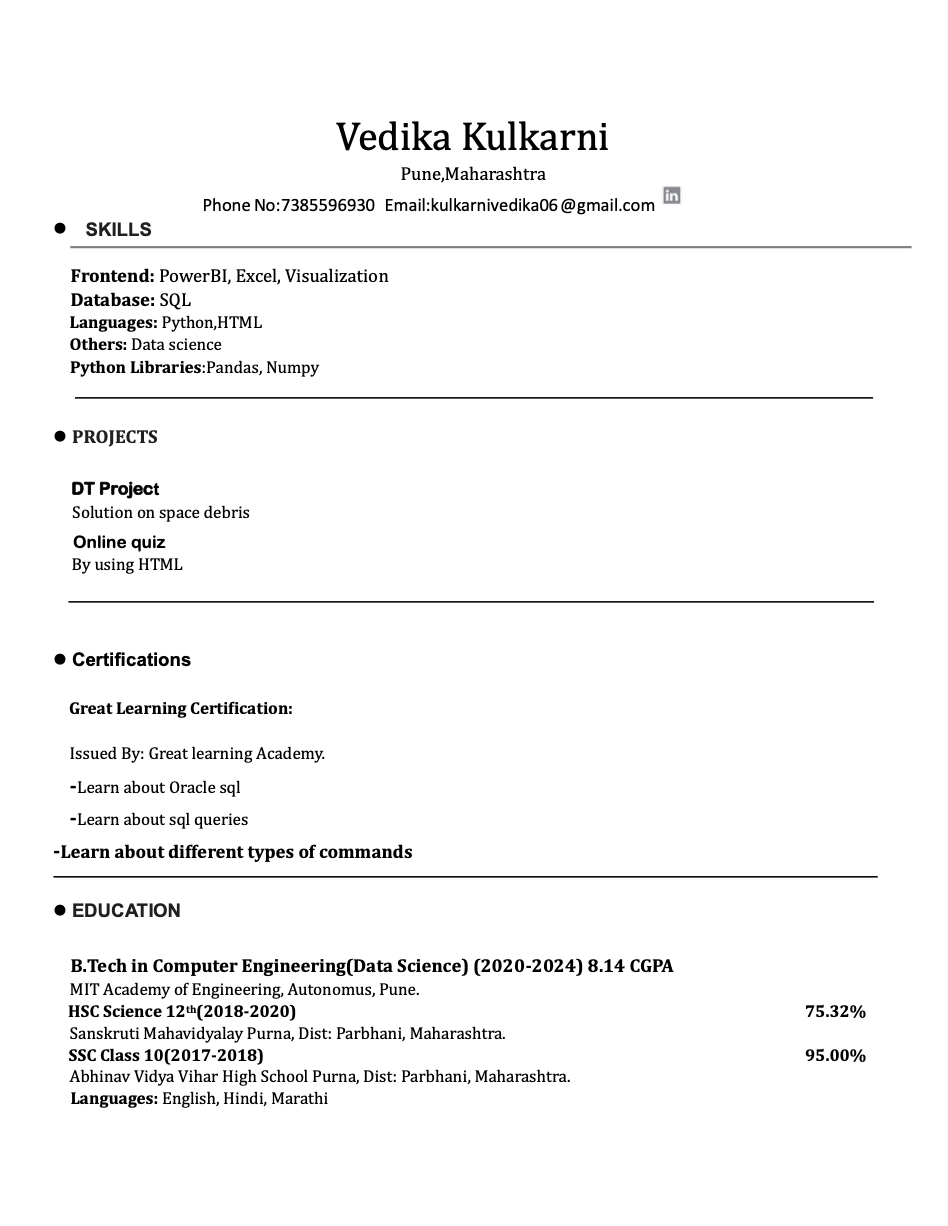 Vedika Kulkarni
Pune,Maharashtra
Phone No:7385596930 Email:kulkarnivedika06@gmail.com in
● SKILLS
Frontend: PowerBI, Excel, Visualization
Database: SQL
Languages: Python,HTML
Others: Data science
Python Libraries:Pandas, Numpy
● PROJECTS
DT Project
Solution on space debris
Online quiz
By using HTML
● Certifications
Great Learning Certification:
Issued By: Great learning Academy.
-Learn about Oracle sql
-Learn about sql queries
-Learn about different types of commands
● EDUCATION
B.Tech in Computer Engineering(Data Science) (2020-2024) 8.14 CGPA
MIT Academy of Engineering, Autonomus, Pune.
HSC Science 12th(2018-2020) 75.32%
Sanskruti Mahavidyalay Purna, Dist: Parbhani, Maharashtra.
SSC Class 10(2017-2018) 95.00%
Abhinav Vidya Vihar High School Purna, Dist: Parbhani, Maharashtra.
Languages: English, Hindi, Marathi